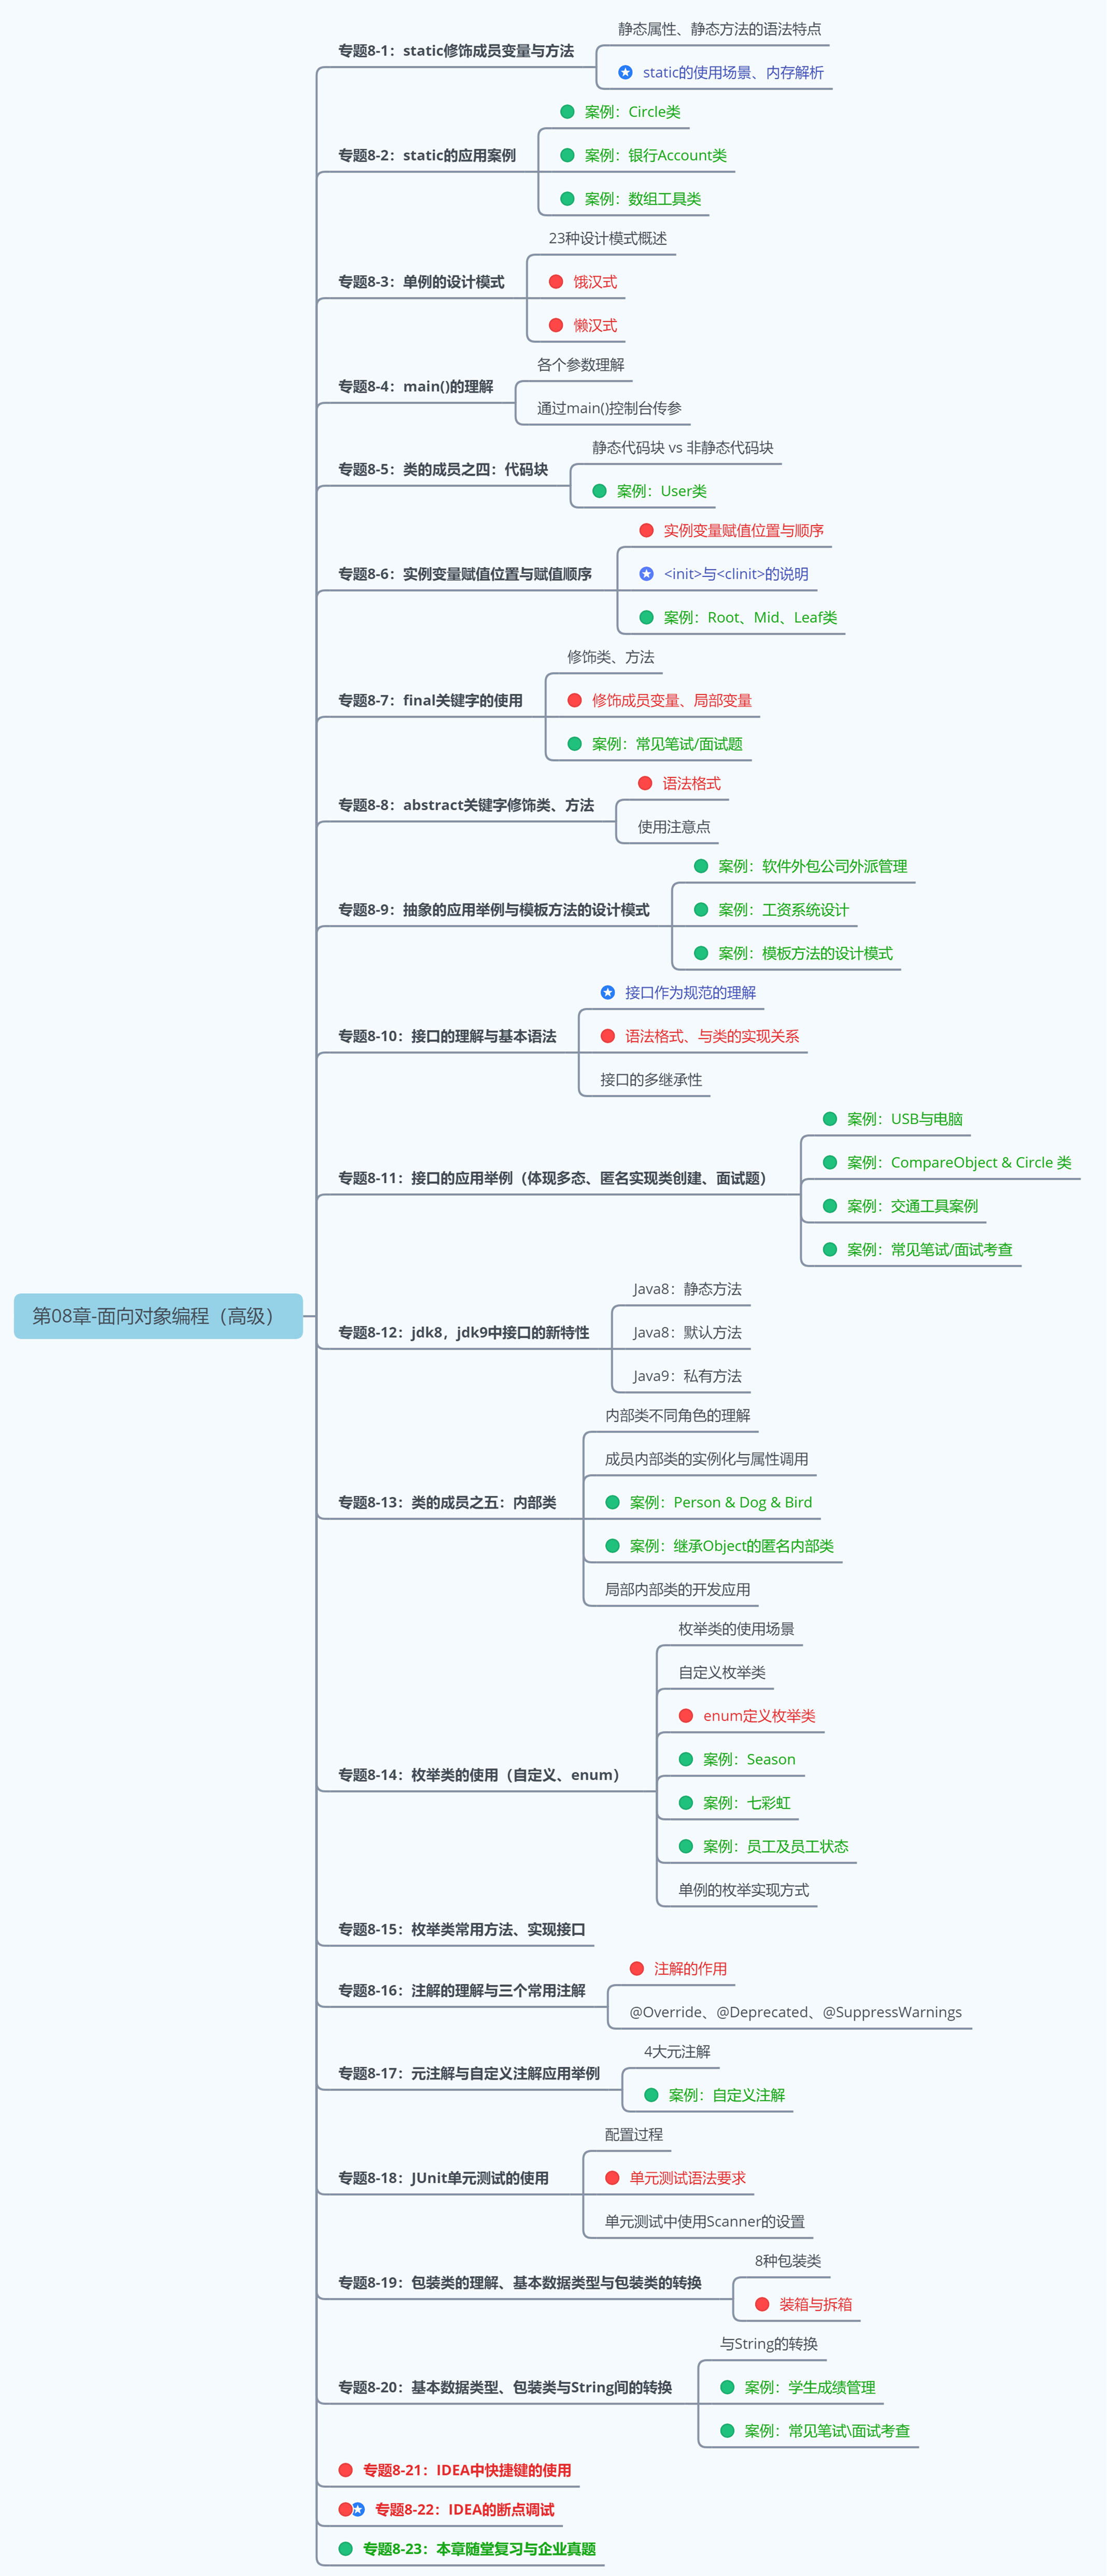 专题8-1：static修饰成员变量与方法
静态属性、静态方法的语法特点
static的使用场景、内存解析
专题8-2：static的应用案例
案例：Circle类
案例：银行Account类
案例：数组工具类
专题8-3：单例的设计模式
23种设计模式概述
饿汉式
懒汉式
专题8-4：main()的理解
各个参数理解
通过main()控制台传参
专题8-5：类的成员之四：代码块
静态代码块 vs 非静态代码块
案例：User类
专题8-6：实例变量赋值位置与赋值顺序
实例变量赋值位置与顺序
<init>与<clinit>的说明
案例：Root、Mid、Leaf类
专题8-7：final关键字的使用
修饰类、方法
修饰成员变量、局部变量
案例：常见笔试/面试题
专题8-8：abstract关键字修饰类、方法
语法格式
使用注意点
专题8-9：抽象的应用举例与模板方法的设计模式
案例：软件外包公司外派管理
案例：工资系统设计
案例：模板方法的设计模式
专题8-10：接口的理解与基本语法
接口作为规范的理解
语法格式、与类的实现关系
接口的多继承性
专题8-11：接口的应用举例（体现多态、匿名实现类创建、面试题）
案例：USB与电脑
案例：CompareObject & Circle 类
案例：交通工具案例
案例：常见笔试/面试考查
第08章-面向对象编程（高级）
专题8-12：jdk8，jdk9中接口的新特性
Java8：静态方法
Java8：默认方法
Java9：私有方法
专题8-13：类的成员之五：内部类
内部类不同角色的理解
成员内部类的实例化与属性调用
案例：Person & Dog & Bird
案例：继承Object的匿名内部类
局部内部类的开发应用
专题8-14：枚举类的使用（自定义、enum）
枚举类的使用场景
自定义枚举类
enum定义枚举类
案例：Season
案例：七彩虹
案例：员工及员工状态
单例的枚举实现方式
专题8-15：枚举类常用方法、实现接口
专题8-16：注解的理解与三个常用注解
注解的作用
@Override、@Deprecated、@SuppressWarnings
专题8-17：元注解与自定义注解应用举例
4大元注解
案例：自定义注解
专题8-18：JUnit单元测试的使用
配置过程
单元测试语法要求
单元测试中使用Scanner的设置
专题8-19：包装类的理解、基本数据类型与包装类的转换
8种包装类
装箱与拆箱
专题8-20：基本数据类型、包装类与String间的转换
与String的转换
案例：学生成绩管理
案例：常见笔试\面试考查
专题8-21：IDEA中快捷键的使用
专题8-22：IDEA的断点调试
专题8-23：本章随堂复习与企业真题